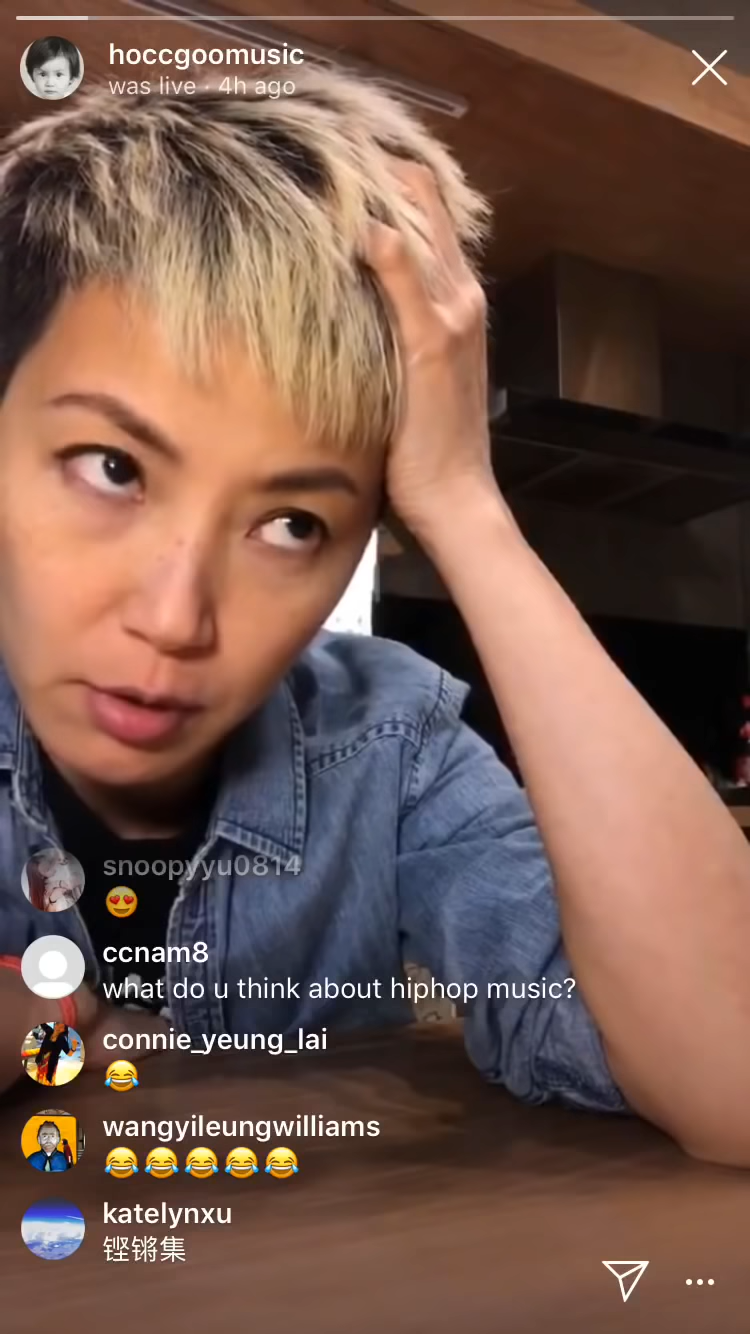 hoccgoomusic
was live · 4h ago
snoopyyu0814
😍
ccnam8
what do u think about hiphop music?
connie_yeung_lai
😂
wangyileungwilliams
😂😂😂😂😂
katelynxu
铿锵集